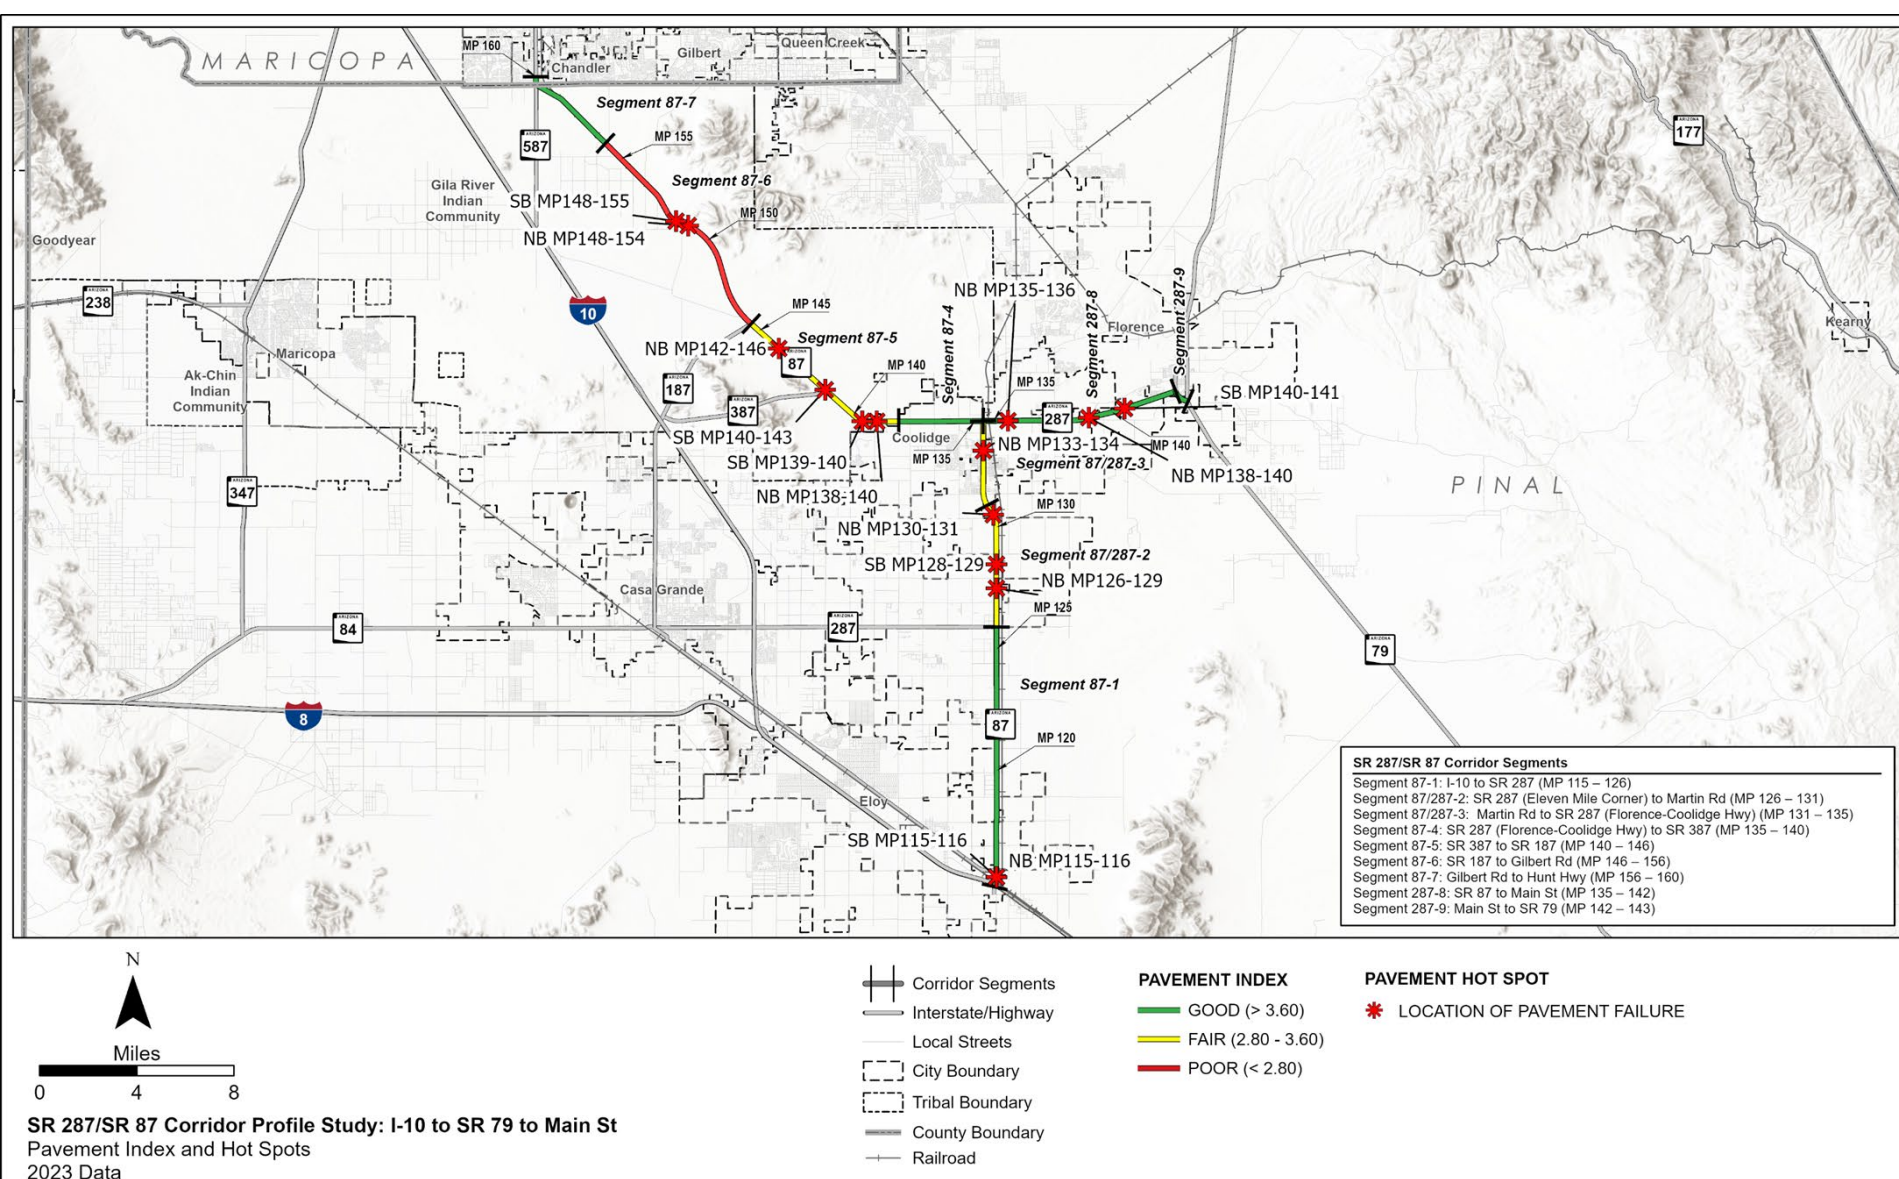 MARICOPA
MP 160
Chandler
Gilbert
Queen Creek
Segment 87-7
MP 155
ARIZONA
587
ARIZONA
177
Gila River
Indian
Community
Segment 87-6
SB MP148-155
MP 150
NB MP148-154
Goodyear
ARIZONA
238
10
NB MP135-136
MP 145
Segment 87-4
Segment 287-8
Segment 287-9
Florence
Kearny
Segment 87-5
NB MP142-146
ARIZONA
87
Maricopa
MP 140
Ak-Chin
Indian
Community
ARIZONA
187
ARIZONA
387
MP 135
ARIZONA
287
SB MP140-141
SB MP140-143
Coolidge
NB MP133-134
MP 140
SB MP139-140
MP 135
Segment 87/287-3
NB MP138-140
NB MP138-140
PINAL
ARIZONA
347
MP 130
NB MP130-131
Segment 87/287-2
SB MP128-129
NB MP126-129
Casa Grande
MP 125
ARIZONA
84
ARIZONA
287
ARIZONA
79
Segment 87-1
8
ARIZONA
87
MP 120
Eloy
SB MP115-116
NB MP115-116
SR 287/SR 87 Corridor Segments
Segment 87-1: I-10 to SR 287 (MP 115 – 126)
Segment 87/287-2: SR 287 (Eleven Mile Corner) to Martin Rd (MP 126 – 131)
Segment 87/287-3: Martin Rd to SR 287 (Florence-Coolidge Hwy) (MP 131 – 135)
Segment 87-4: SR 287 (Florence-Coolidge Hwy) to SR 387 (MP 135 – 140)
Segment 87-5: SR 387 to SR 187 (MP 140 – 146)
Segment 87-6: SR 187 to Gilbert Rd (MP 146 – 156)
Segment 87-7: Gilbert Rd to Hunt Hwy (MP 156 – 160)
Segment 287-8: SR 87 to Main St (MP 135 – 142)
Segment 287-9: Main St to SR 79 (MP 142 – 143)
N
Miles
0 4 8
SR 287/SR 87 Corridor Profile Study: I-10 to SR 79 to Main St
Pavement Index and Hot Spots
2023 Data
Corridor Segments
Interstate/Highway
Local Streets
City Boundary
Tribal Boundary
County Boundary
Railroad
PAVEMENT INDEX
GOOD (> 3.60)
FAIR (2.80 - 3.60)
POOR (< 2.80)
PAVEMENT HOT SPOT
LOCATION OF PAVEMENT FAILURE